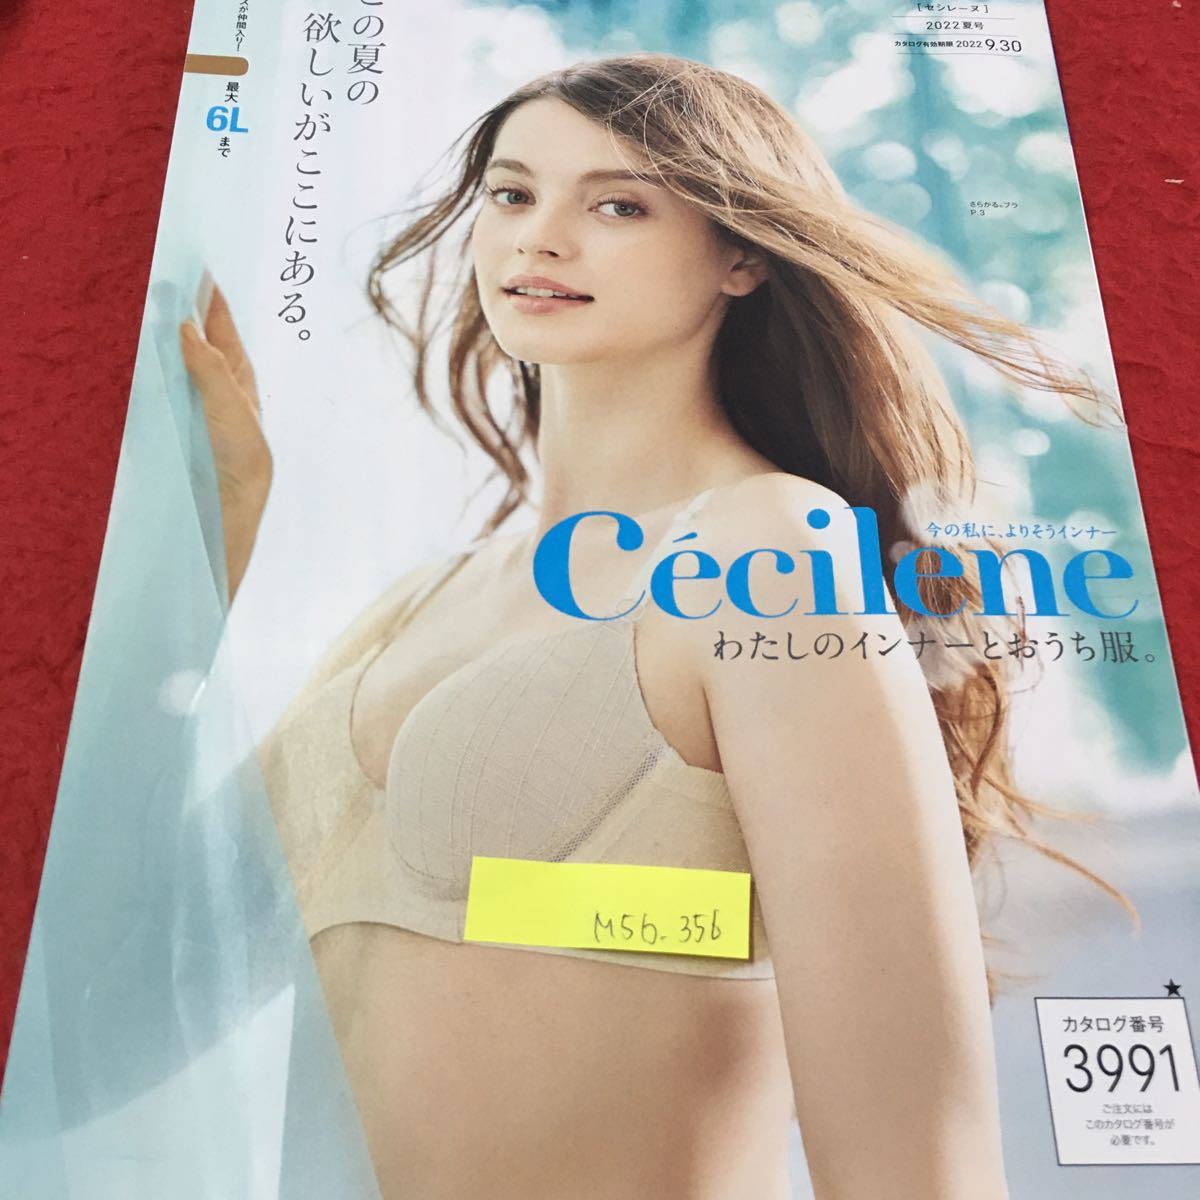 スが仲間入り!
最大
6L
まで
この夏の
欲しいがここにある。
[セシレーヌ]
2022夏号
カタログ有効期限 2022 9.30
さらかる®ブラ
P.3
今の私に、よりそうインナー
Cécilene
わたしのインナーとおうち服。
M56-356
★
カタログ番号
3991
ご注文には
このカタログ番号が
必要です。